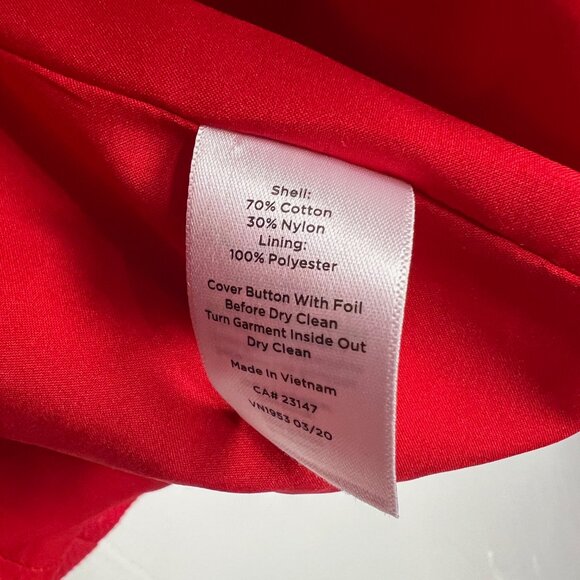 Shell:
70% Cotton
30% Nylon
Lining:
100% Polyester
Cover Button With Foil
Before Dry Clean
Turn Garment Inside Out
Dry Clean
Made In Vietnam
CA# 23147
VN1953 03/20